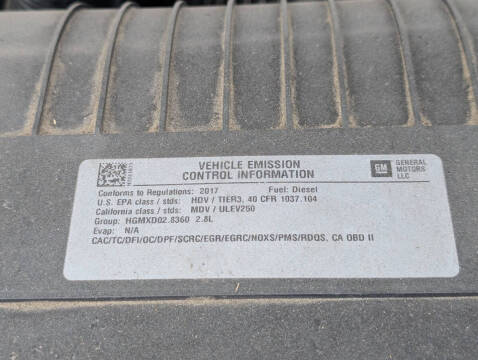 VEHICLE EMISSION
CONTROL INFORMATION
GM
GENERAL
MOTORS
LLC
Conforms to Regulations: 2017 Fuel: Diesel
U.S. EPA class / stds: HDV / TIER3, 40 CFR 1037.104
California class / stds: MDV / ULEV250
Group: HGMXD02.8360 2.8L
Evap: N/A
CAC/TC/DFI/OC/DPF/SCRC/EGR/EGRC/NOXS/PMS/RDQS, CA OBD II